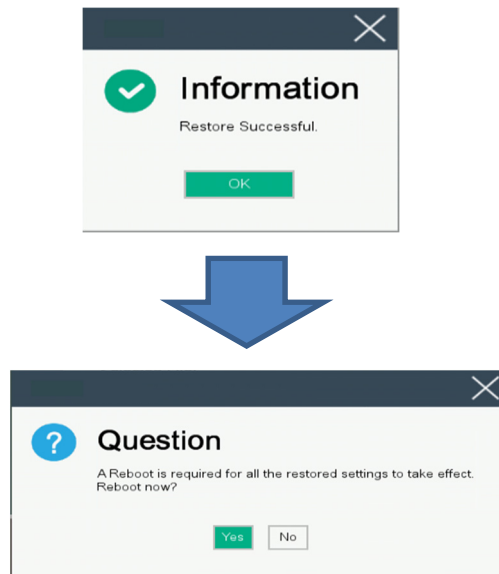 Information
Restore Successful.
OK
?
Question
A Reboot is required for all the restored settings to take effect.
Reboot now?
Yes No